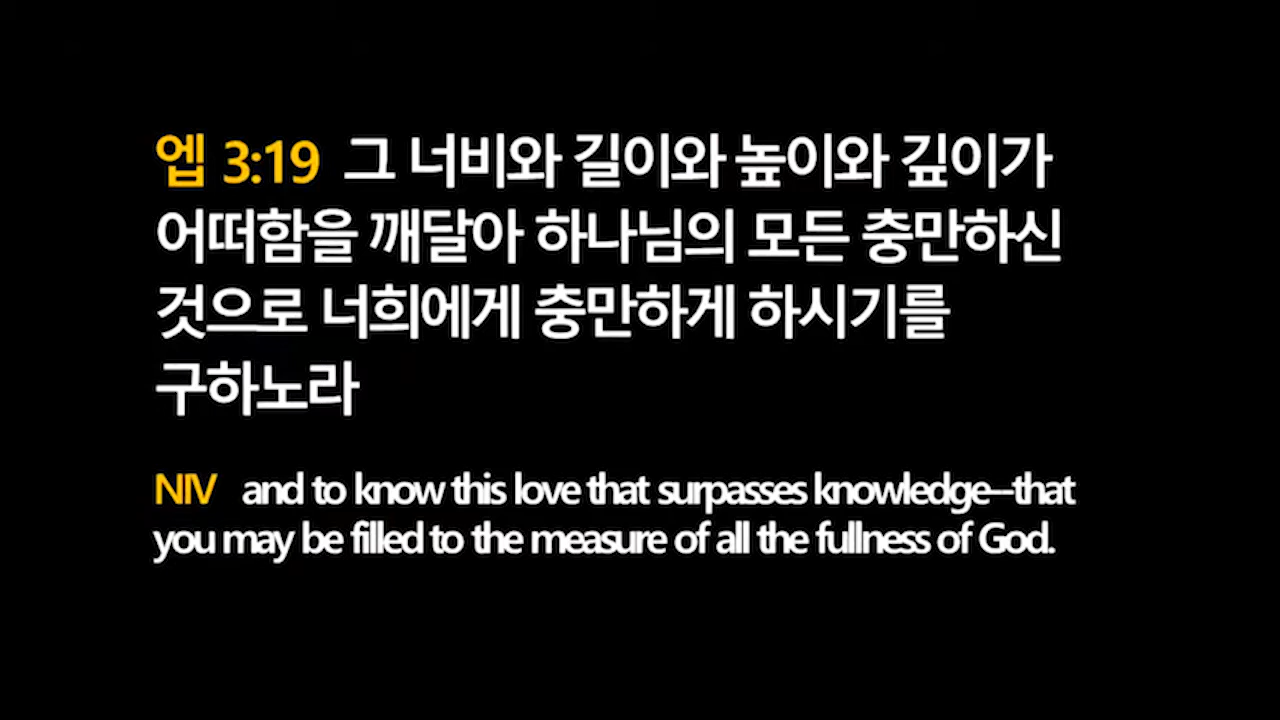 엡 3:19 그 너비와 길이와 높이와 깊이가
어떠함을 깨달아 하나님의 모든 충만하신
것으로 너희에게 충만하게 하시기를
구하노라
NIV and to know this love that surpasses knowledge--that
you may be filled to the measure of all the fullness of God.